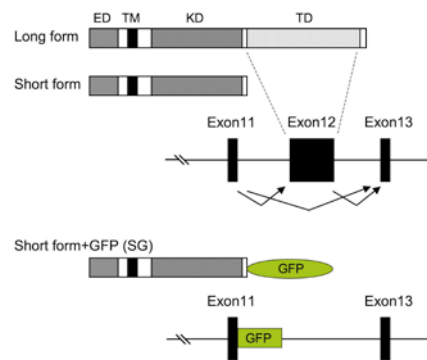 ED TM KD TD
Long form
Short form
Exon11 Exon12 Exon13
Short form+GFP (SG)
GFP
Exon11 Exon13
GFP